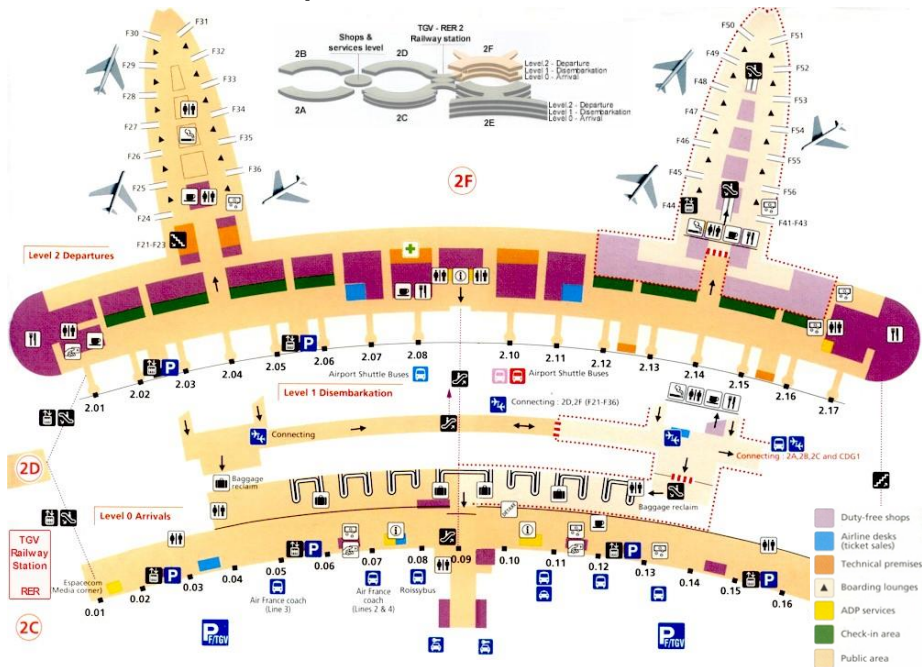 Shops &
services level
TGV - RER 2
Railway station
2B
2D
2F
Level 2 - Departure
Level 1 - Disembarkation
Level 0 - Arrival
2A
2C
2E
Level 2 - Departure
Level 1 - Disembarkation
Level 0 - Arrival
F30
F31
F29
F32
F28
F33
F27
F34
F26
F35
F25
F36
F24
F21-F23
F50
F51
F49
F52
F48
F53
F47
F54
F46
F55
F45
F56
F44
F41-F43
2F
Level 2 Departures
2.01
2.02
2.03
2.04
2.05
2.06
2.07
2.08
2.10
2.11
2.12
2.13
2.14
2.15
2.16
2.17
Airport Shuttle Buses
Airport Shuttle Buses
Level 1 Disembarkation
Connecting : 2D,2F (F21-F36)
Connecting
Connecting : 2A,2B,2C and CDG1
2D
Baggage
reclaim
Baggage reclaim
Level 0 Arrivals
TGV
Railway
Station
RER
Espacecom
(Media corner)
0.01
0.02
0.03
0.04
0.05
0.06
0.07
0.08
0.09
0.10
0.11
0.12
0.13
0.14
0.15
0.16
Air France coach
(Line 3)
Air France
coach
(Lines 2 & 4)
Roissybus
2C
P
F/TGV
P
F/TGV
Duty-free shops
Airline desks
(ticket sales)
Technical premises
Boarding lounges
ADP services
Check-in area
Public area